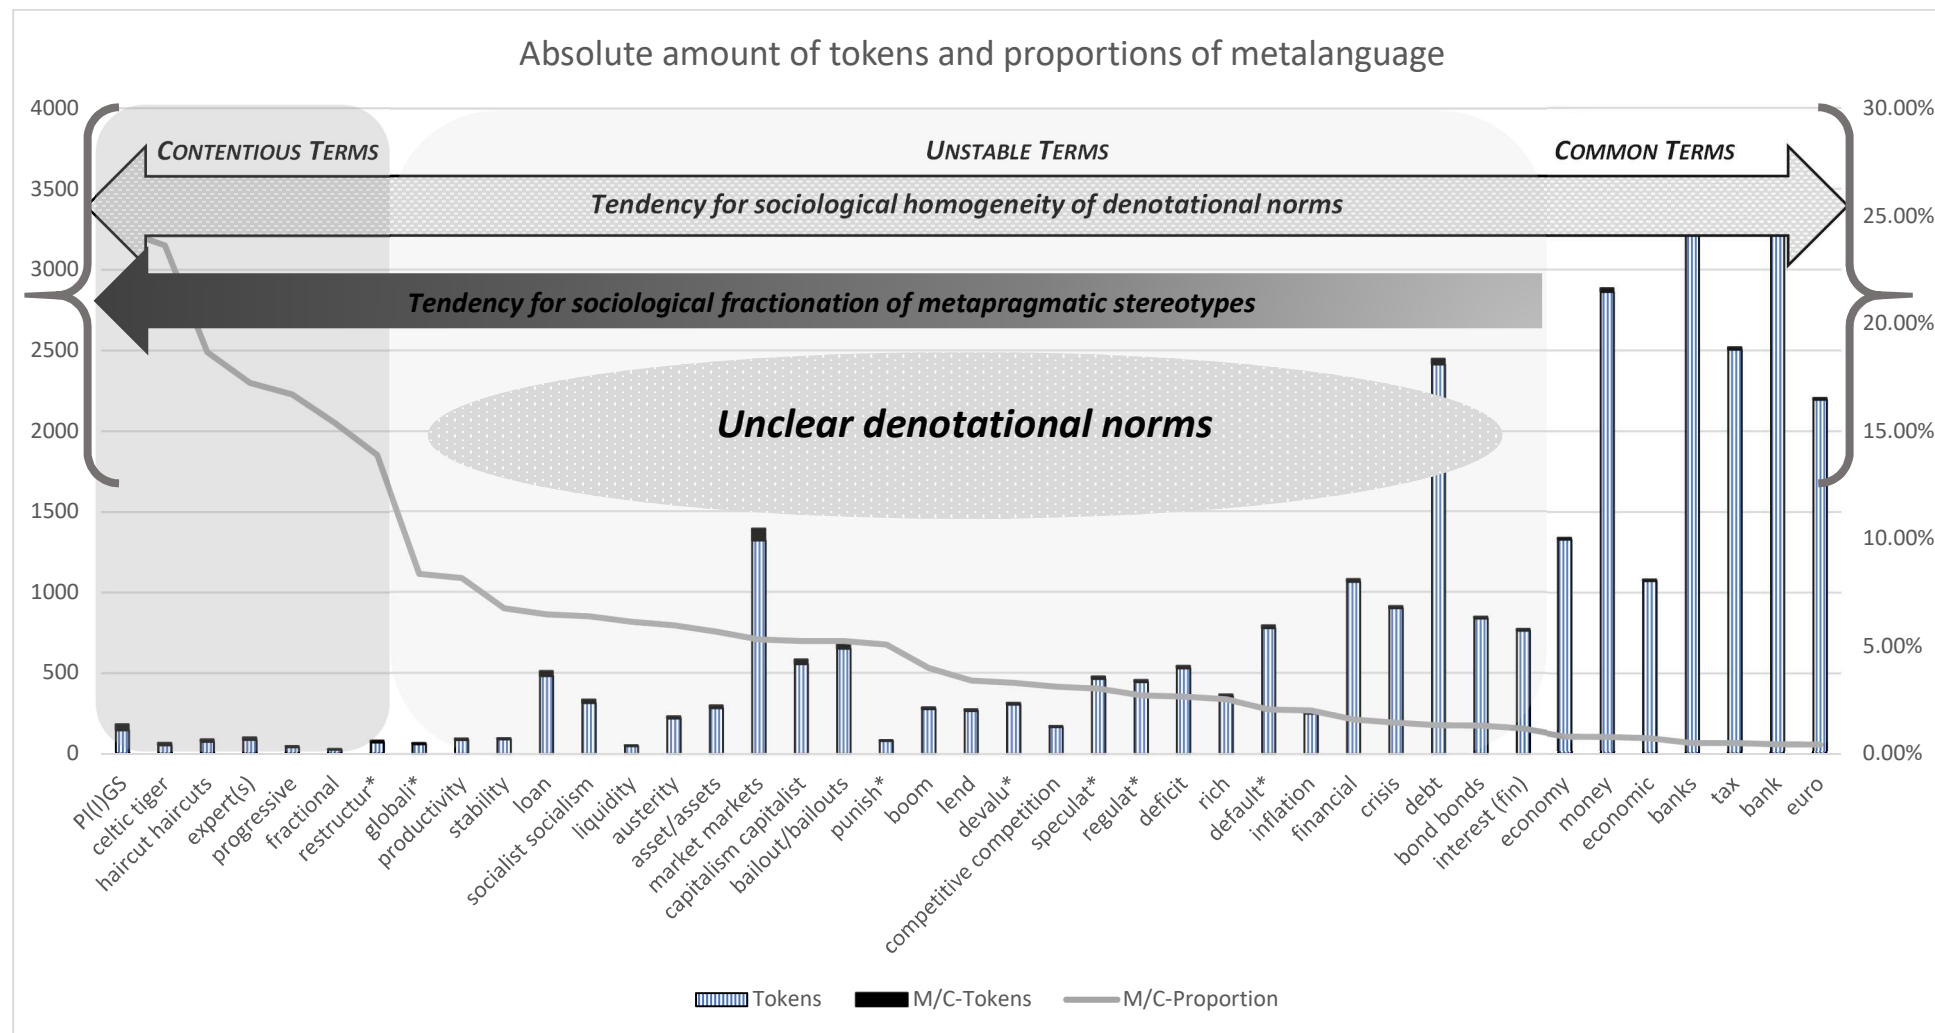 Absolute amount of tokens and proportions of metalanguage
4000
3500
3000
2500
2000
1500
1000
500
0
30.00%
25.00%
20.00%
15.00%
10.00%
5.00%
0.00%
CONTENTIOUS TERMS
UNSTABLE TERMS
COMMON TERMS
Tendency for sociological homogeneity of denotational norms
Tendency for sociological fractionation of metapragmatic stereotypes
Unclear denotational norms
PI(I)GS
celtic tiger
haircut haircuts
expert(s)
progressive
fractional
restructur*
globali*
productivity
stability
loan
socialist socialism
liquidity
austerity
asset/assets
market markets
capitalism capitalist
bailout/bailouts
punish*
boom
lend
devalu*
competitive competition
speculat*
regulat*
deficit
rich
default*
inflation
financial
crisis
debt
bond bonds
interest (fin)
economy
money
economic
banks
tax
bank
euro
Tokens
M/C-Tokens
M/C-Proportion